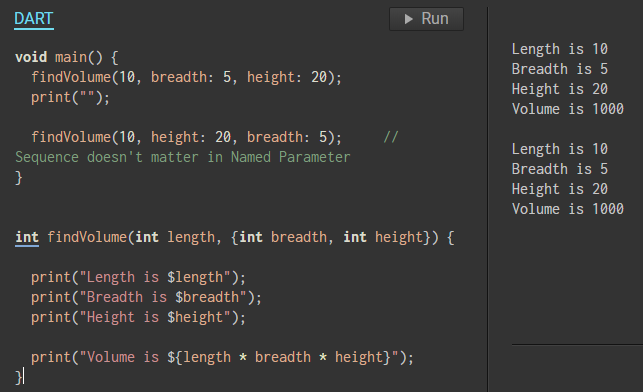 DART
Run
void main() {
findVolume(10, breadth: 5, height: 20);
print("");
findVolume(10, height: 20, breadth: 5);     //
Sequence doesn't matter in Named Parameter
}
int findVolume(int length, {int breadth, int height}) {
print("Length is $length");
print("Breadth is $breadth");
print("Height is $height");
print("Volume is ${length * breadth * height}");
}
Length is 10
Breadth is 5
Height is 20
Volume is 1000
Length is 10
Breadth is 5
Height is 20
Volume is 1000